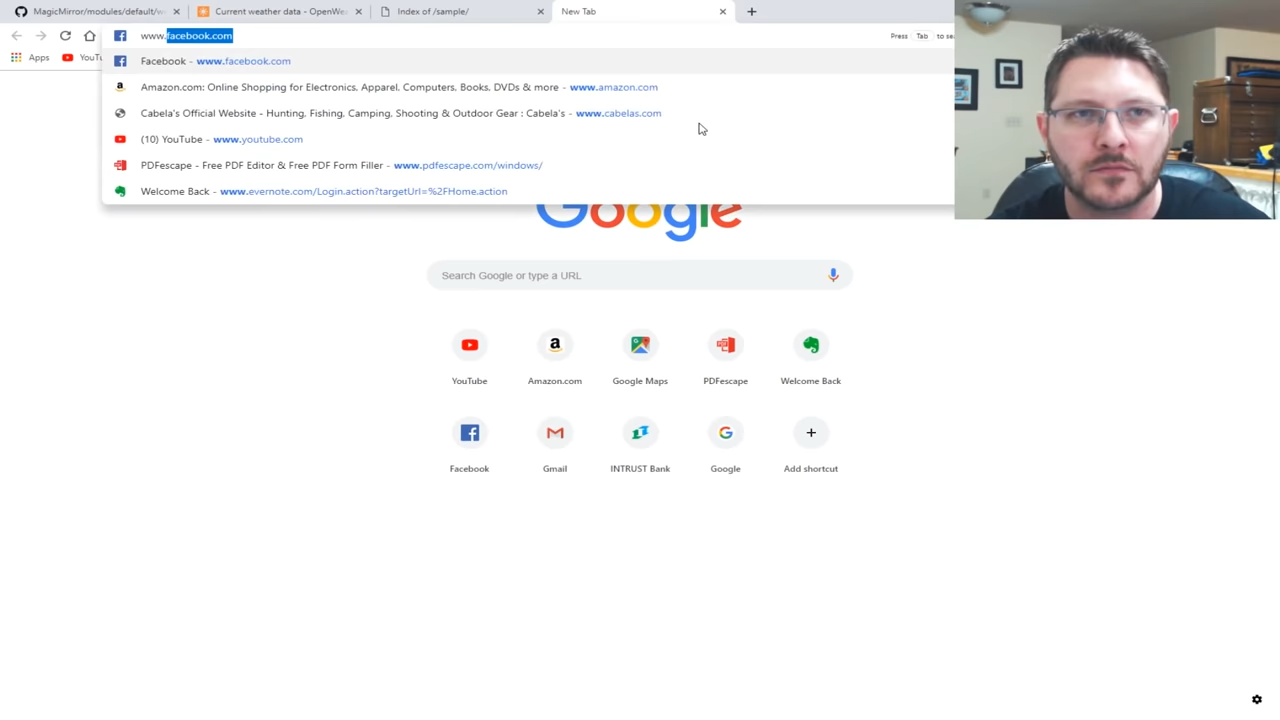 MagicMirror/modules/default/w
Current weather data - OpenWe
Index of /sample/
New Tab
www.facebook.com
Press Tab to se
Apps
YouTu
Facebook - www.facebook.com
Amazon.com: Online Shopping for Electronics, Apparel, Computers, Books, DVDs & more - www.amazon.com
Cabela's Official Website - Hunting, Fishing, Camping, Shooting & Outdoor Gear : Cabela's - www.cabelas.com
(10) YouTube - www.youtube.com
PDFescape - Free PDF Editor & Free PDF Form Filler - www.pdfescape.com/windows/
Welcome Back - www.evernote.com/Login.action?targetUrl=%2FHome.action
Google
Search Google or type a URL
YouTube
Amazon.com
Google Maps
PDFescape
Welcome Back
Facebook
Gmail
INTRUST Bank
Google
Add shortcut